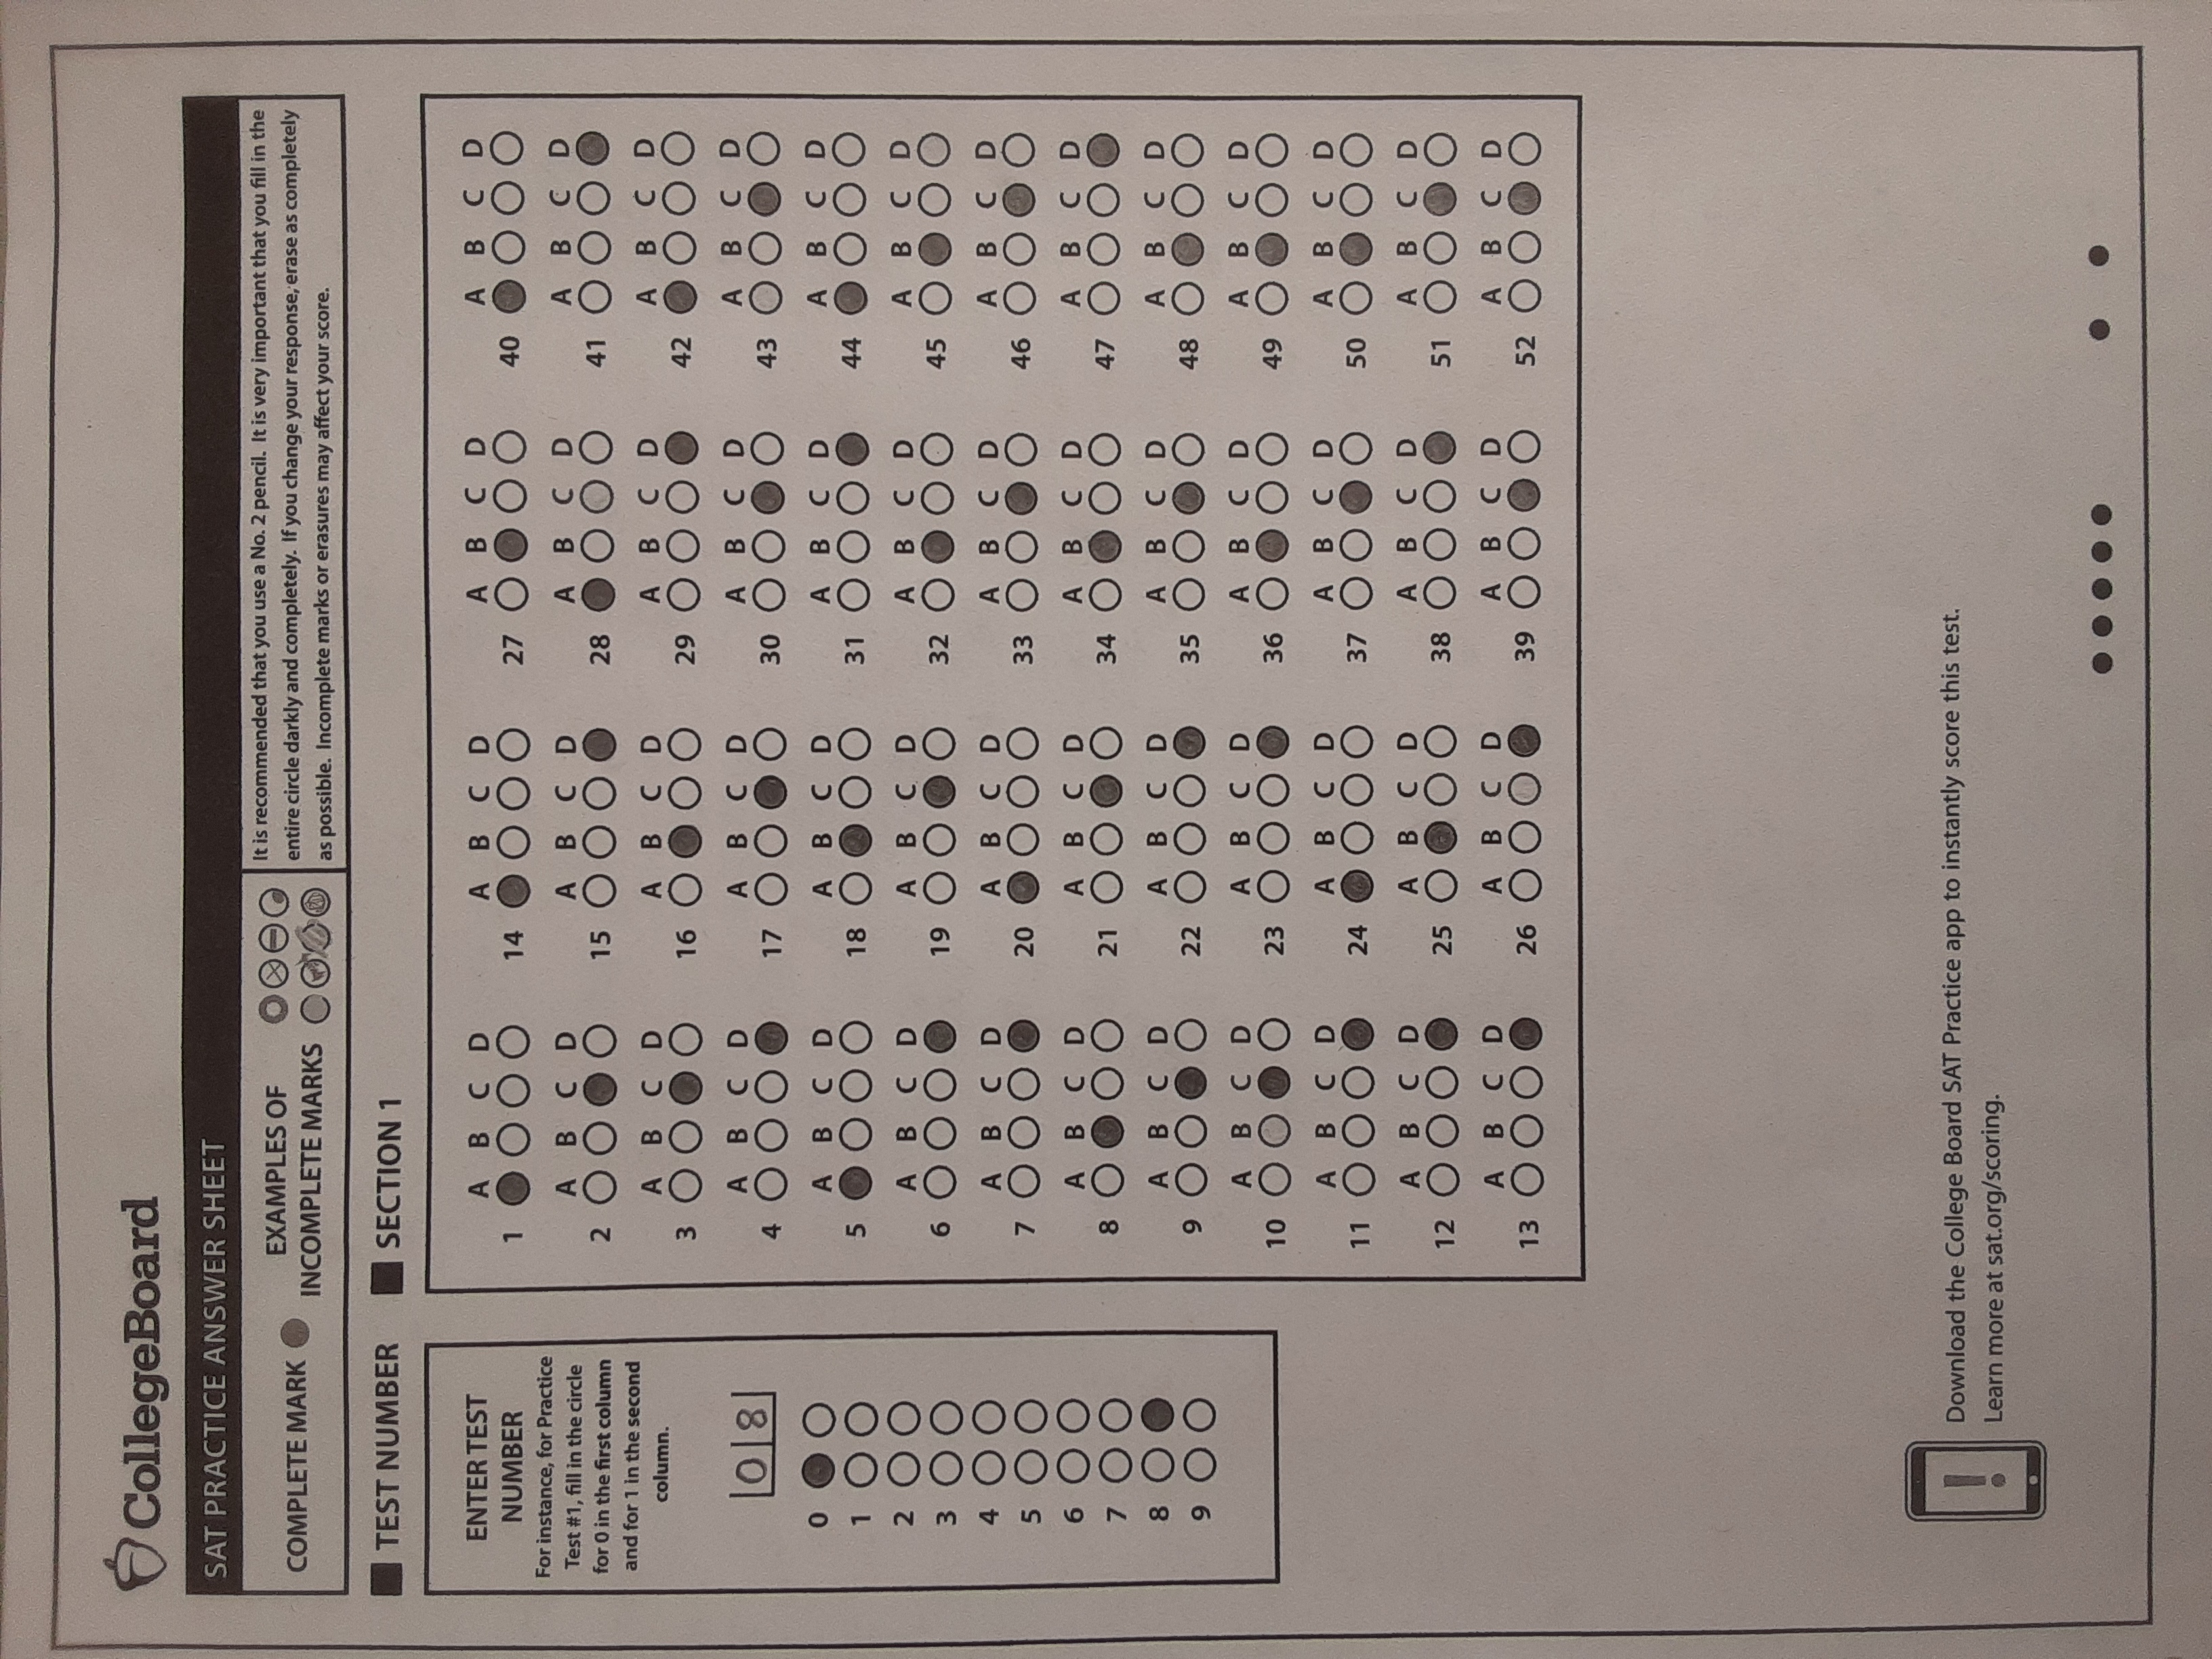 CollegeBoard
SAT PRACTICE ANSWER SHEET
COMPLETE MARK
EXAMPLES OF
INCOMPLETE MARKS
It is recommended that you use a No. 2 pencil. It is very important that you fill in the
entire circle darkly and completely. If you change your response, erase as completely
as possible. Incomplete marks or erasures may affect your score.
TEST NUMBER
ENTER TEST
NUMBER
For instance, for Practice
Test #1, fill in the circle
for 0 in the first column
and for 1 in the second
column.
0 8
0
1
2
3
4
5
6
7
8
9
SECTION 1
A B C D
1
A B C D
2
A B C D
3
A B C D
4
A B C D
5
A B C D
6
A B C D
7
A B C D
8
A B C D
9
A B C D
10
A B C D
11
A B C D
12
A B C D
13
A B C D
14
A B C D
15
A B C D
16
A B C D
17
A B C D
18
A B C D
19
A B C D
20
A B C D
21
A B C D
22
A B C D
23
A B C D
24
A B C D
25
A B C D
26
A B C D
27
A B C D
28
A B C D
29
A B C D
30
A B C D
31
A B C D
32
A B C D
33
A B C D
34
A B C D
35
A B C D
36
A B C D
37
A B C D
38
A B C D
39
A B C D
40
A B C D
41
A B C D
42
A B C D
43
A B C D
44
A B C D
45
A B C D
46
A B C D
47
A B C D
48
A B C D
49
A B C D
50
A B C D
51
A B C D
52
!
Download the College Board SAT Practice app to instantly score this test.
Learn more at sat.org/scoring.